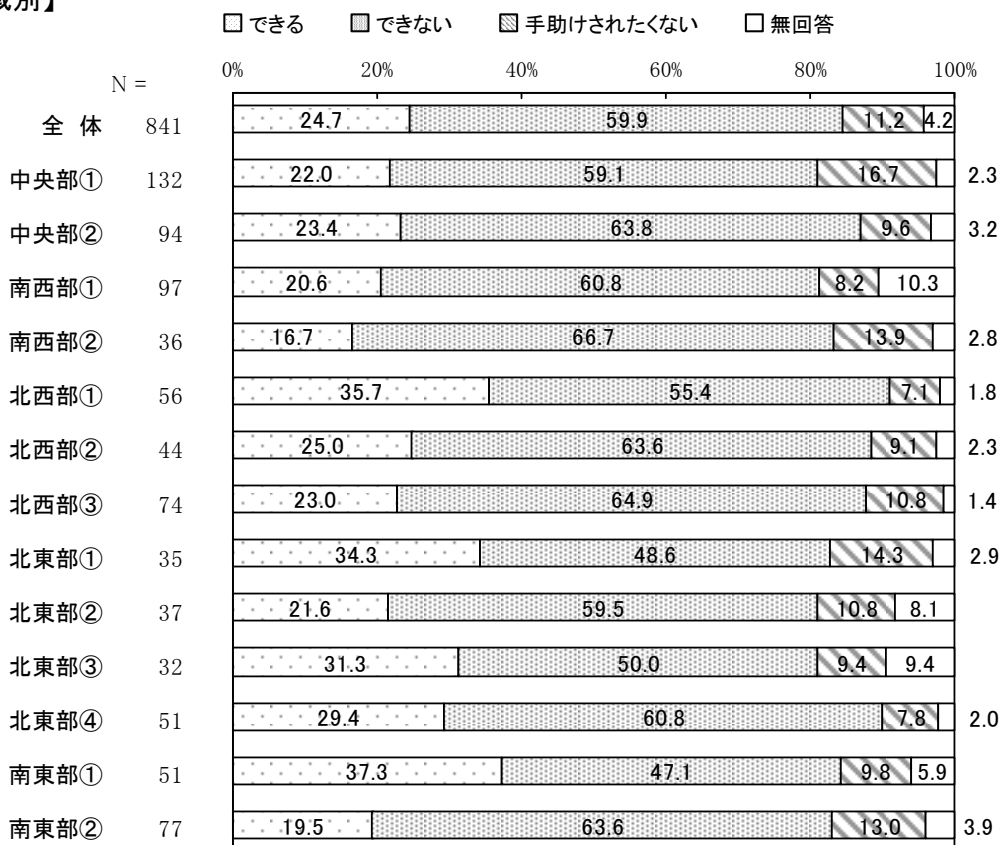 別】
できる できない 手助けされたくない 無回答
N = 0% 20% 40% 60% 80% 100%
全 体 841 24.7 59.9 11.2 4.2
中央部① 132 22.0 59.1 16.7 2.3
中央部② 94 23.4 63.8 9.6 3.2
南西部① 97 20.6 60.8 8.2 10.3
南西部② 36 16.7 66.7 13.9 2.8
北西部① 56 35.7 55.4 7.1 1.8
北西部② 44 25.0 63.6 9.1 2.3
北西部③ 74 23.0 64.9 10.8 1.4
北東部① 35 34.3 48.6 14.3 2.9
北東部② 37 21.6 59.5 10.8 8.1
北東部③ 32 31.3 50.0 9.4 9.4
北東部④ 51 29.4 60.8 7.8 2.0
南東部① 51 37.3 47.1 9.8 5.9
南東部② 77 19.5 63.6 13.0 3.9